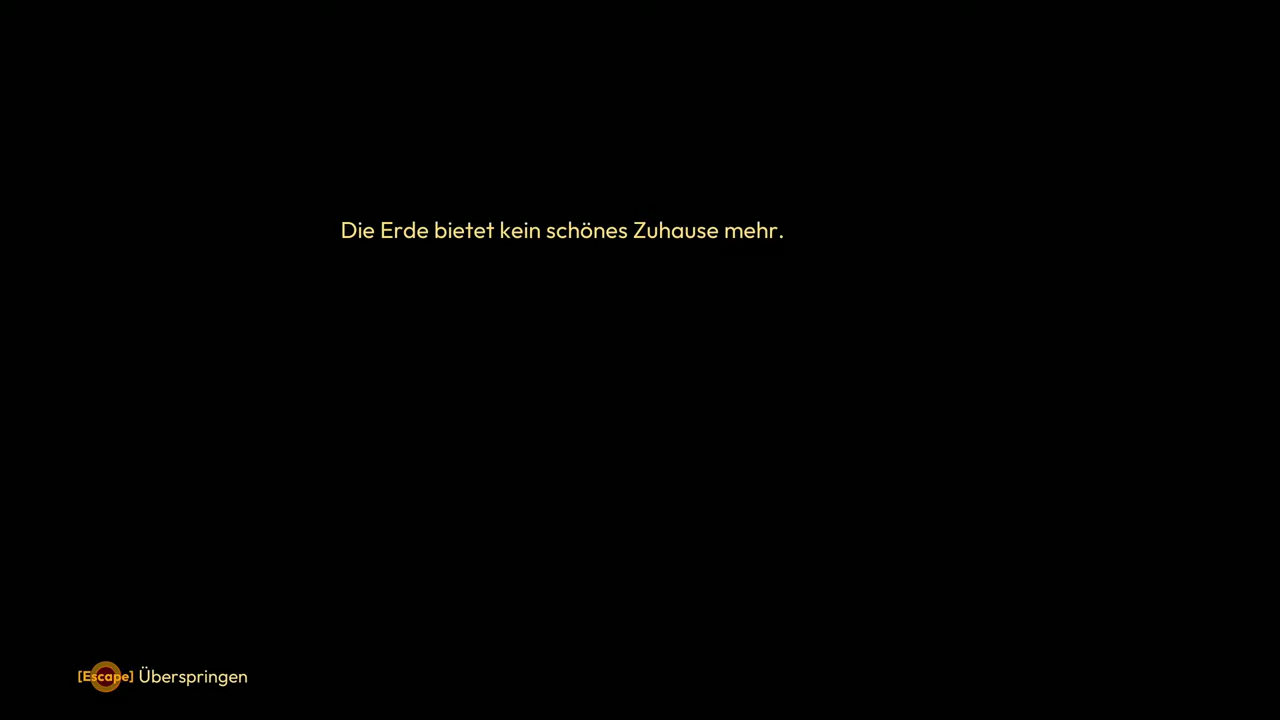 Die Erde bietet kein schönes Zuhause mehr.
[Escape] Überspringen